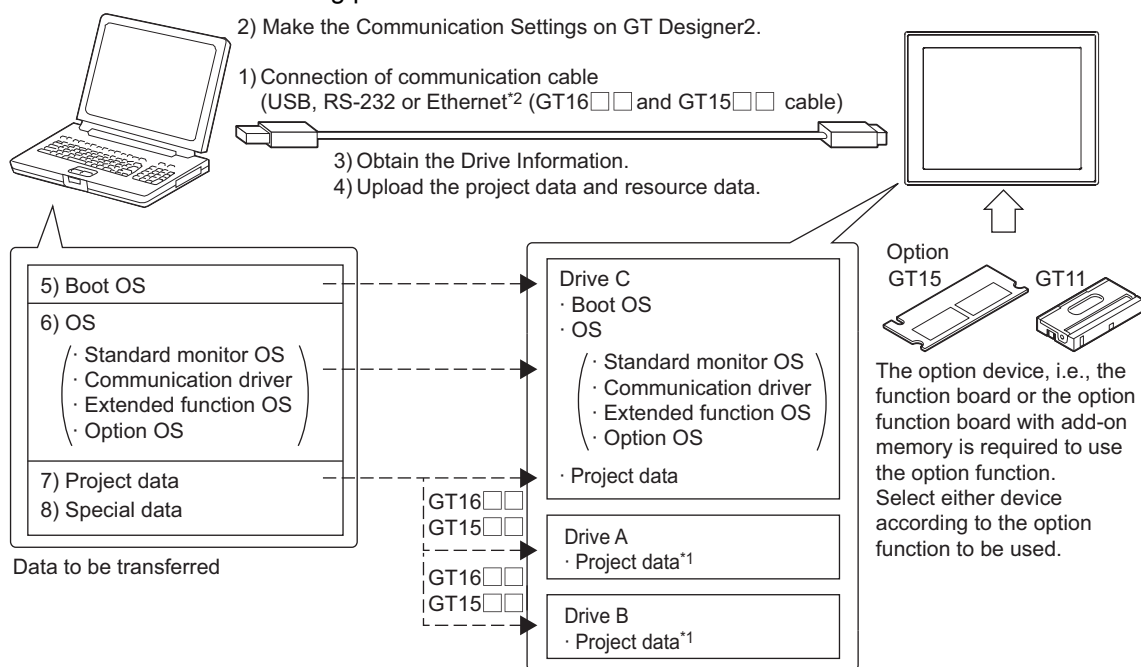 2) Make the Communication Settings on GT Designer2.
1) Connection of communication cable
(USB, RS-232 or Ethernet*2 (GT16□□ and GT15□□ cable)
3) Obtain the Drive Information.
4) Upload the project data and resource data.
5) Boot OS
6) OS
· Standard monitor OS
· Communication driver
· Extended function OS
· Option OS
7) Project data
8) Special data
Data to be transferred
GT16□□
GT15□□
GT16□□
GT15□□
Drive C
· Boot OS
· OS
· Standard monitor OS
· Communication driver
· Extended function OS
· Option OS
· Project data
Drive A
· Project data*1
Drive B
· Project data*1
Option
GT15
GT11
The option device, i.e., the
function board or the option
function board with add-on
memory is required to use
the option function.
Select either device
according to the option
function to be used.